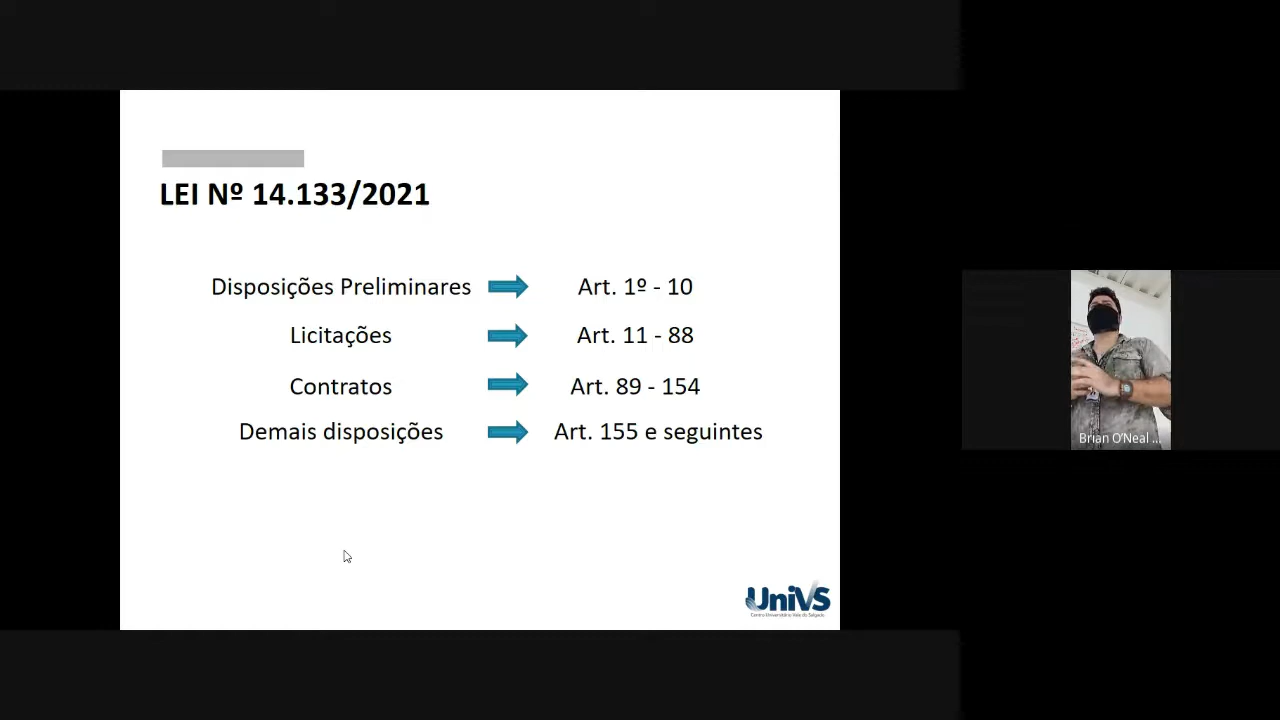 LEI Nº 14.133/2021
Disposições Preliminares Art. 1º - 10
Licitações Art. 11 - 88
Contratos Art. 89 - 154
Demais disposições Art. 155 e seguintes
UniVS
Centro Universitário Vale do Salgado
Brian O'Neal ...